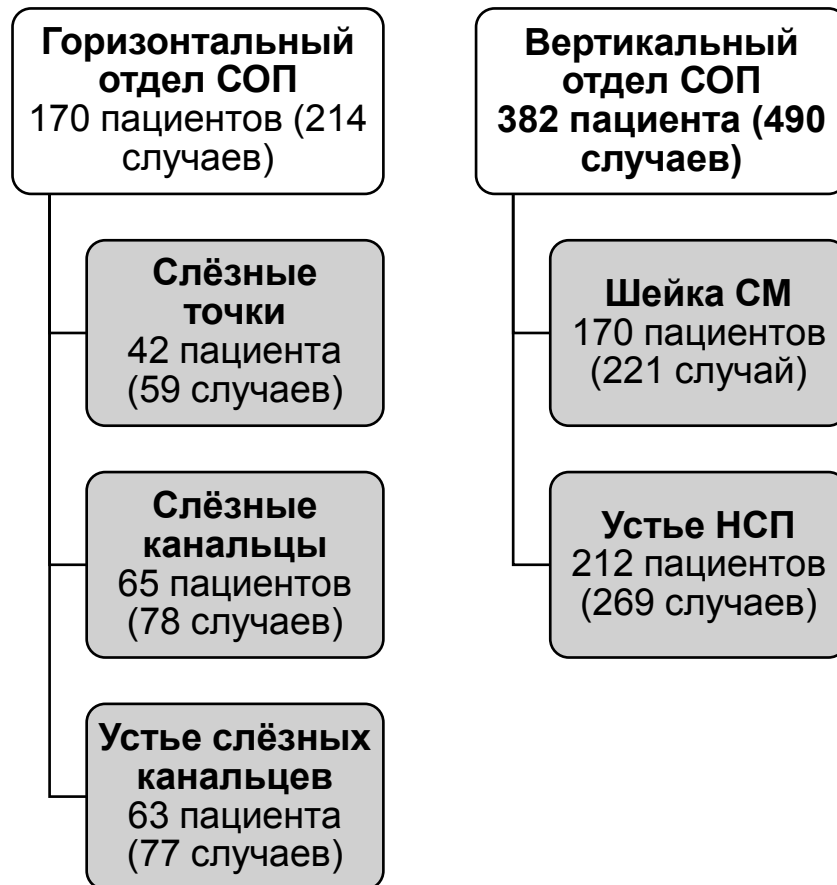 Горизонтальный
отдел СОП
170 пациентов (214
случаев)
Слёзные
точки
42 пациента
(59 случаев)
Слёзные
канальцы
65 пациентов
(78 случаев)
Устье слёзных
канальцев
63 пациента
(77 случаев)
Вертикальный
отдел СОП
382 пациента (490
случаев)
Шейка СМ
170 пациентов
(221 случай)
Устье НСП
212 пациентов
(269 случаев)